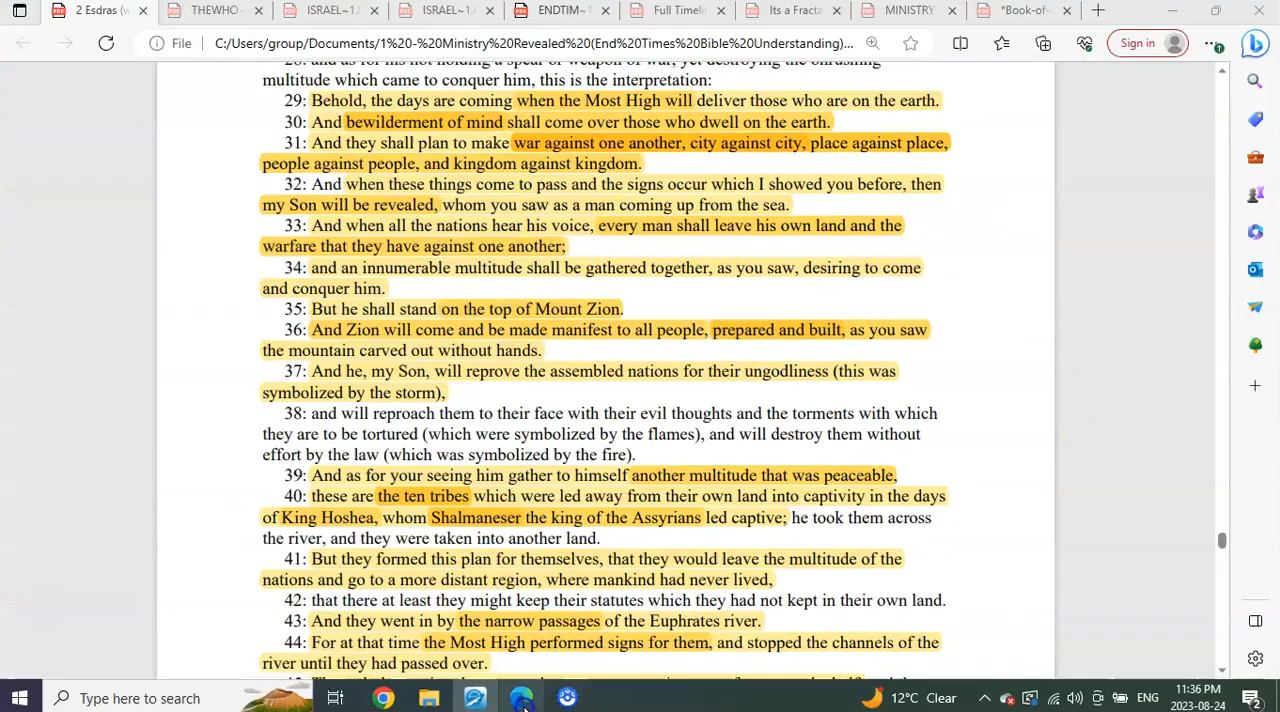 2 Esdras (w
THEWHO~
ISRAEL~1.
ISRAEL~1.
ENDTIM~
Full Timeli
Its a Fracta
MINISTRY
*Book-of-
File
C:/Users/group/Documents/1%20-%20Ministry%20Revealed(End%20Times%20Bible%20Understanding)...
Sign in
multitude which came to conquer him, this is the interpretation:
29: Behold, the days are coming when the Most High will deliver those who are on the earth.
30: And bewilderment of mind shall come over those who dwell on the earth.
31: And they shall plan to make war against one another, city against city, place against place,
people against people, and kingdom against kingdom.
32: And when these things come to pass and the signs occur which I showed you before, then
my Son will be revealed, whom you saw as a man coming up from the sea.
33: And when all the nations hear his voice, every man shall leave his own land and the
warfare that they have against one another;
34: and an innumerable multitude shall be gathered together, as you saw, desiring to come
and conquer him.
35: But he shall stand on the top of Mount Zion.
36: And Zion will come and be made manifest to all people, prepared and built, as you saw
the mountain carved out without hands.
37: And he, my Son, will reprove the assembled nations for their ungodliness (this was
symbolized by the storm),
38: and will reproach them to their face with their evil thoughts and the torments with which
they are to be tortured (which were symbolized by the flames), and will destroy them without
effort by the law (which was symbolized by the fire).
39: And as for your seeing him gather to himself another multitude that was peaceable,
40: these are the ten tribes which were led away from their own land into captivity in the days
of King Hoshea, whom Shalmaneser the king of the Assyrians led captive; he took them across
the river, and they were taken into another land.
41: But they formed this plan for themselves, that they would leave the multitude of the
nations and go to a more distant region, where mankind had never lived,
42: that there at least they might keep their statutes which they had not kept in their own land.
43: And they went in by the narrow passages of the Euphrates river.
44: For at that time the Most High performed signs for them, and stopped the channels of the
river until they had passed over.
Type here to search
12°C Clear
ENG
11:36 PM
2023-08-24
2